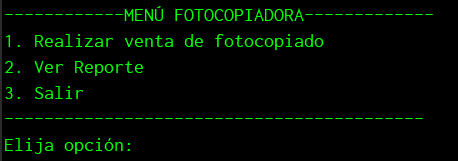 ------------MENÚ FOTOCOPIADORA-------------
1. Realizar venta de fotocopiado
2. Ver Reporte
3. Salir
------------------------------------------
Elija opción: